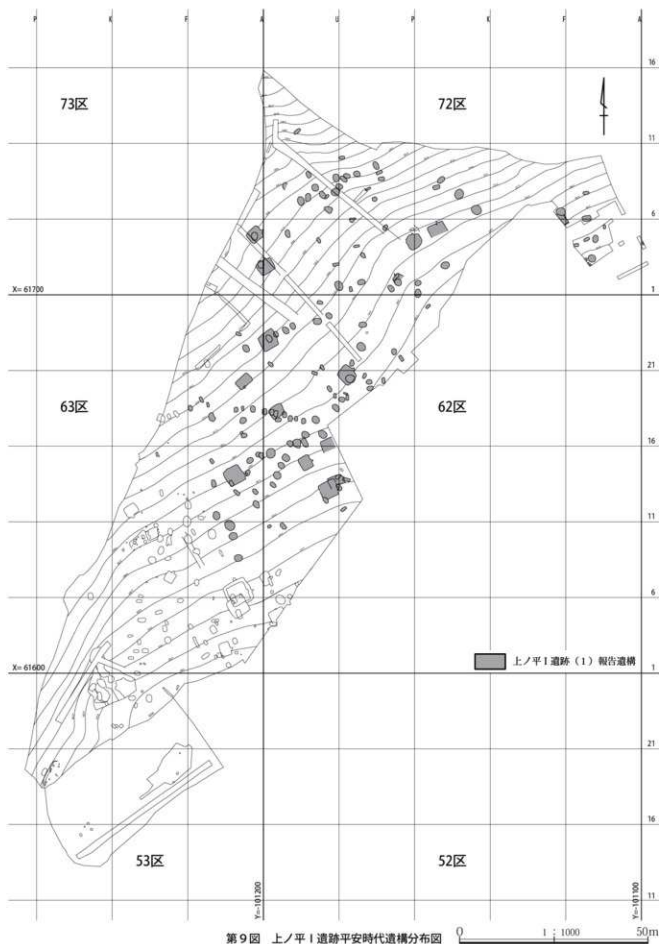 P K F A U P K F A
16
73区 72区
11
6
X= 61700
1
21
63区 62区
16
11
6
上ノ平Ⅰ遺跡（1）報告遺構
X= 61600
1
21
16
53区 52区
Y=-101200
Y=-101100
11
第9図 上ノ平Ⅰ遺跡平安時代遺構分布図
0 1：1000 50m